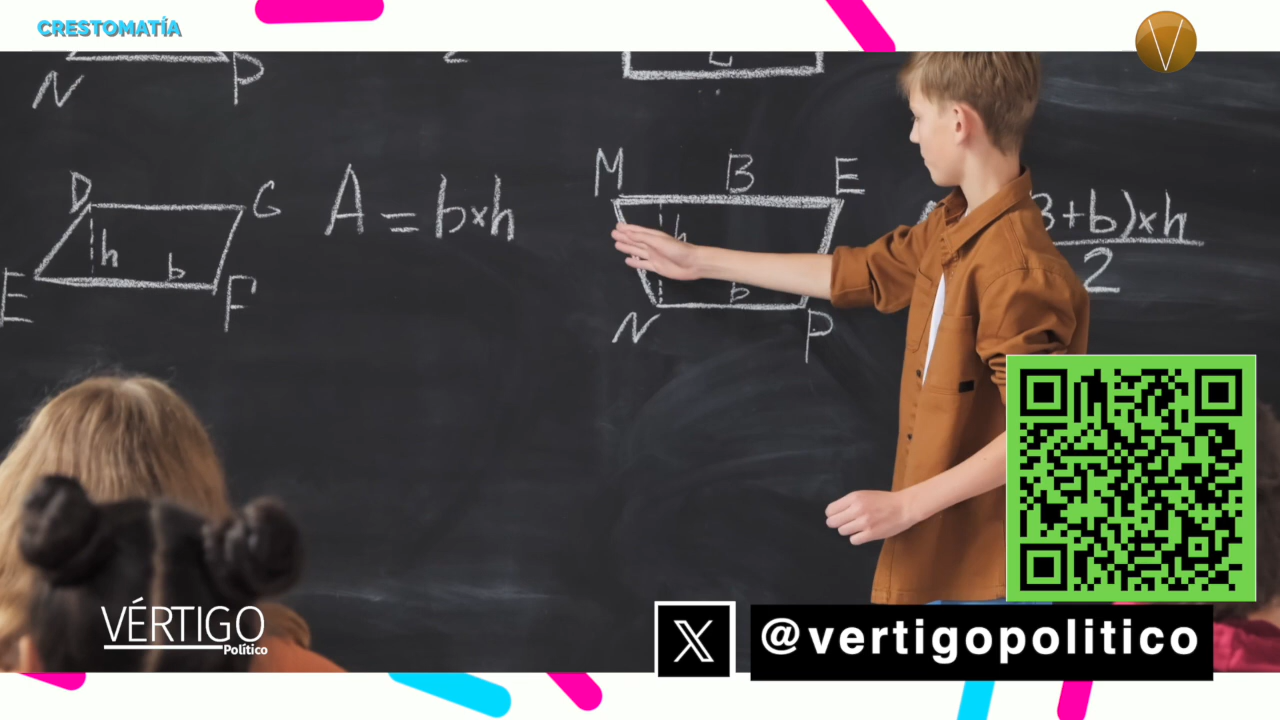 CRESTOMATÍA
V
N
P
D
G
h
b
E
F
A = b×h
M
B
E
h
b
N
P
+b)×h
2
VÉRTIGO
Político
X
@vertigopolitico